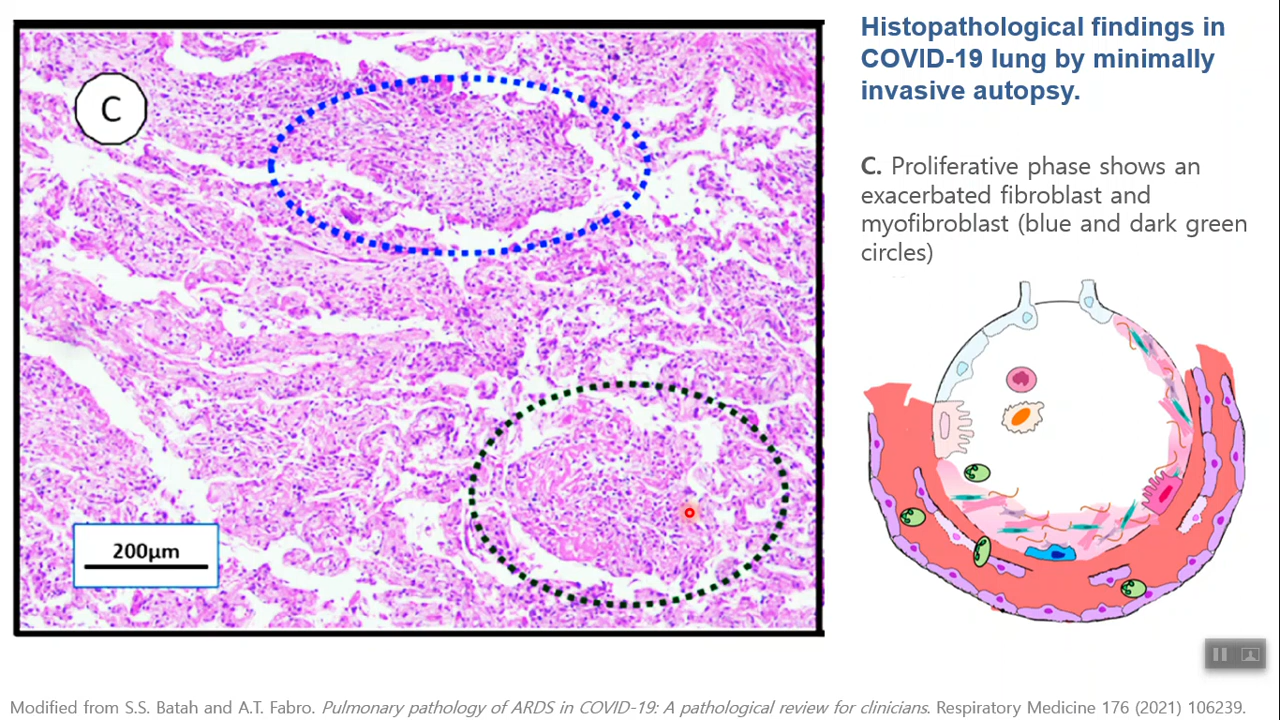 C
200μm
Histopathological findings in
COVID-19 lung by minimally
invasive autopsy.
C. Proliferative phase shows an
exacerbated fibroblast and
myofibroblast (blue and dark green
circles)
Modified from S.S. Batah and A.T. Fabro. Pulmonary pathology of ARDS in COVID-19: A pathological review for clinicians. Respiratory Medicine 176 (2021) 106239.